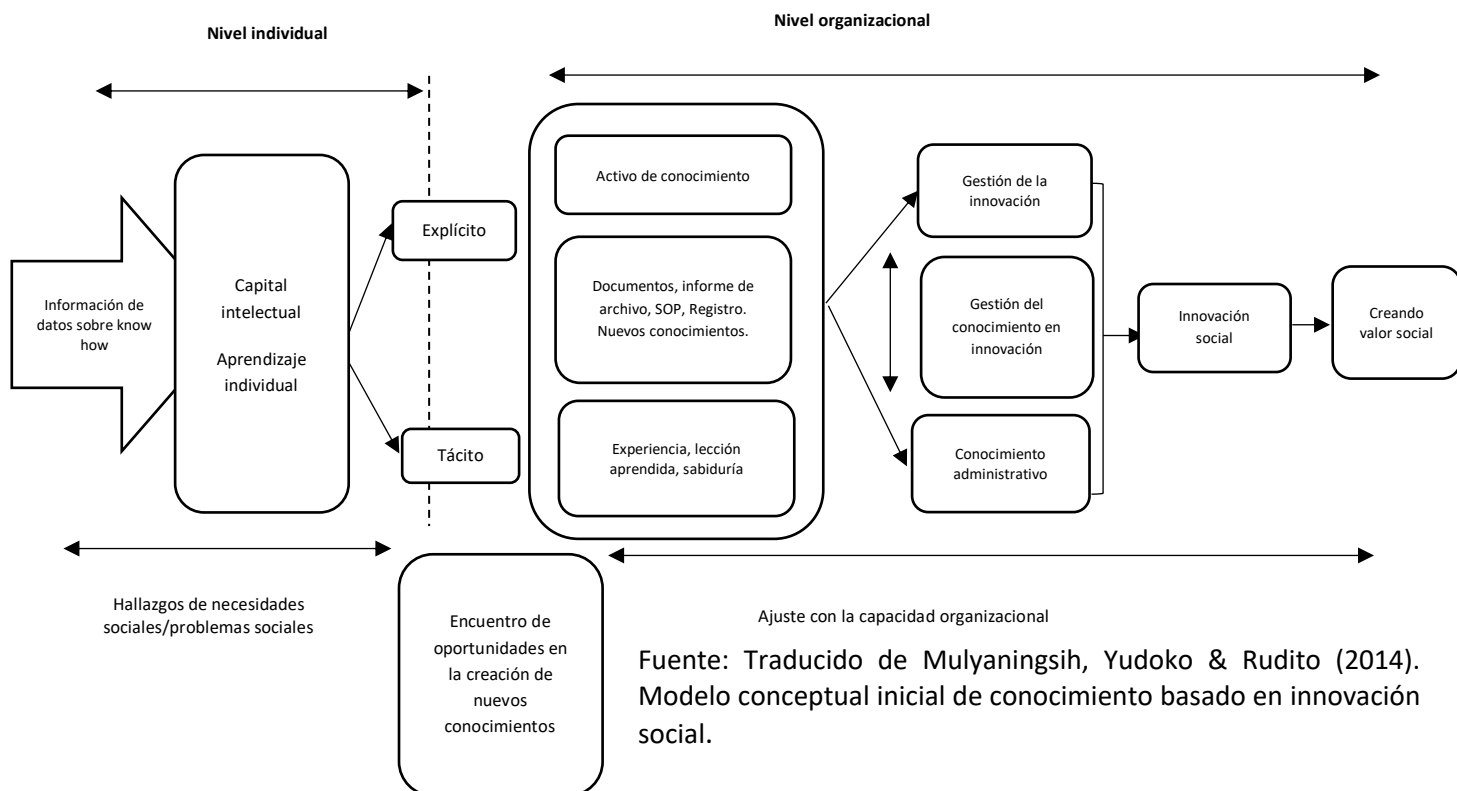 Nivel individual
Nivel organizacional
Información de
datos sobre know
how
Capital
intelectual
Aprendizaje
individual
Explícito
Tácito
Activo de conocimiento
Documentos, informe de
archivo, SOP, Registro.
Nuevos conocimientos.
Experiencia, lección
aprendida, sabiduría
Gestión de la
innovación
Gestión del
conocimiento en
innovación
Conocimiento
administrativo
Innovación
social
Creando
valor social
Hallazgos de necesidades
sociales/problemas sociales
Encuentro de
oportunidades en
la creación de
nuevos
conocimientos
Ajuste con la capacidad organizacional
Fuente: Traducido de Mulyaningsih, Yudoko & Rudito (2014).
Modelo conceptual inicial de conocimiento basado en innovación
social.